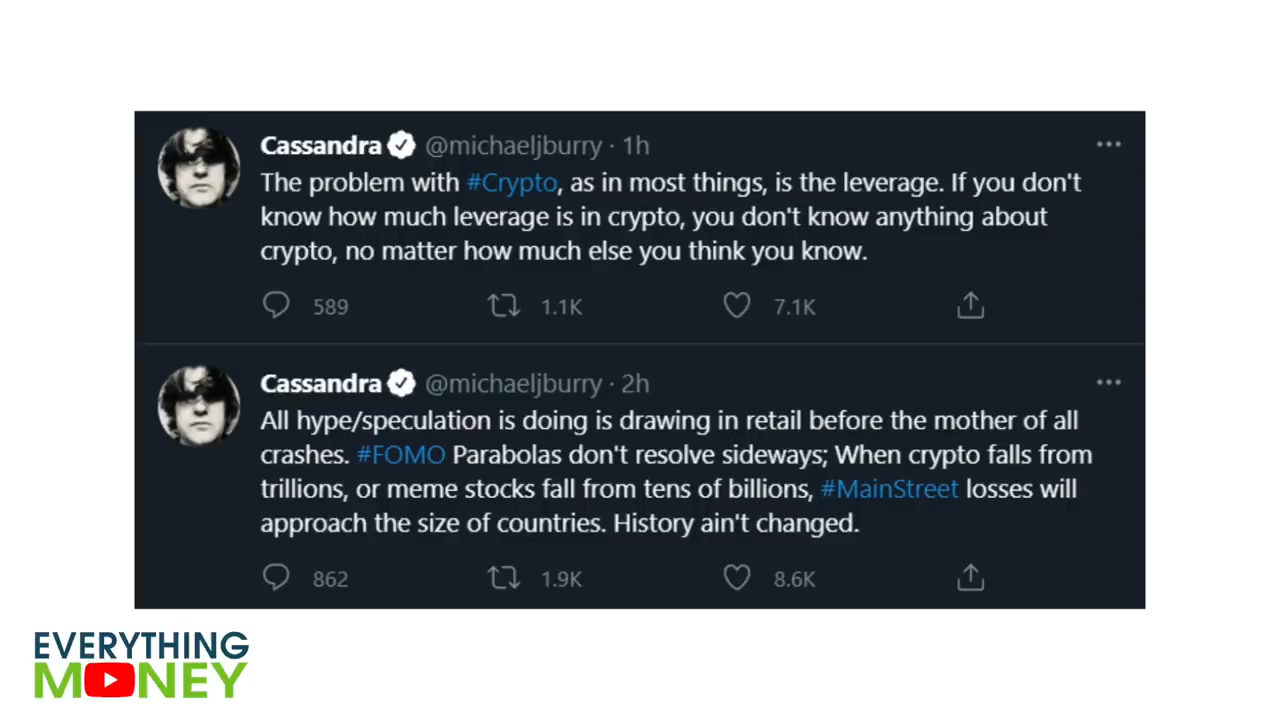 Cassandra @michaeljburry · 1h
The problem with #Crypto, as in most things, is the leverage. If you don't
know how much leverage is in crypto, you don't know anything about
crypto, no matter how much else you think you know.
589 1.1K 7.1K
Cassandra @michaeljburry · 2h
All hype/speculation is doing is drawing in retail before the mother of all
crashes. #FOMO Parabolas don't resolve sideways; When crypto falls from
trillions, or meme stocks fall from tens of billions, #MainStreet losses will
approach the size of countries. History ain't changed.
862 1.9K 8.6K
EVERYTHING
MONEY